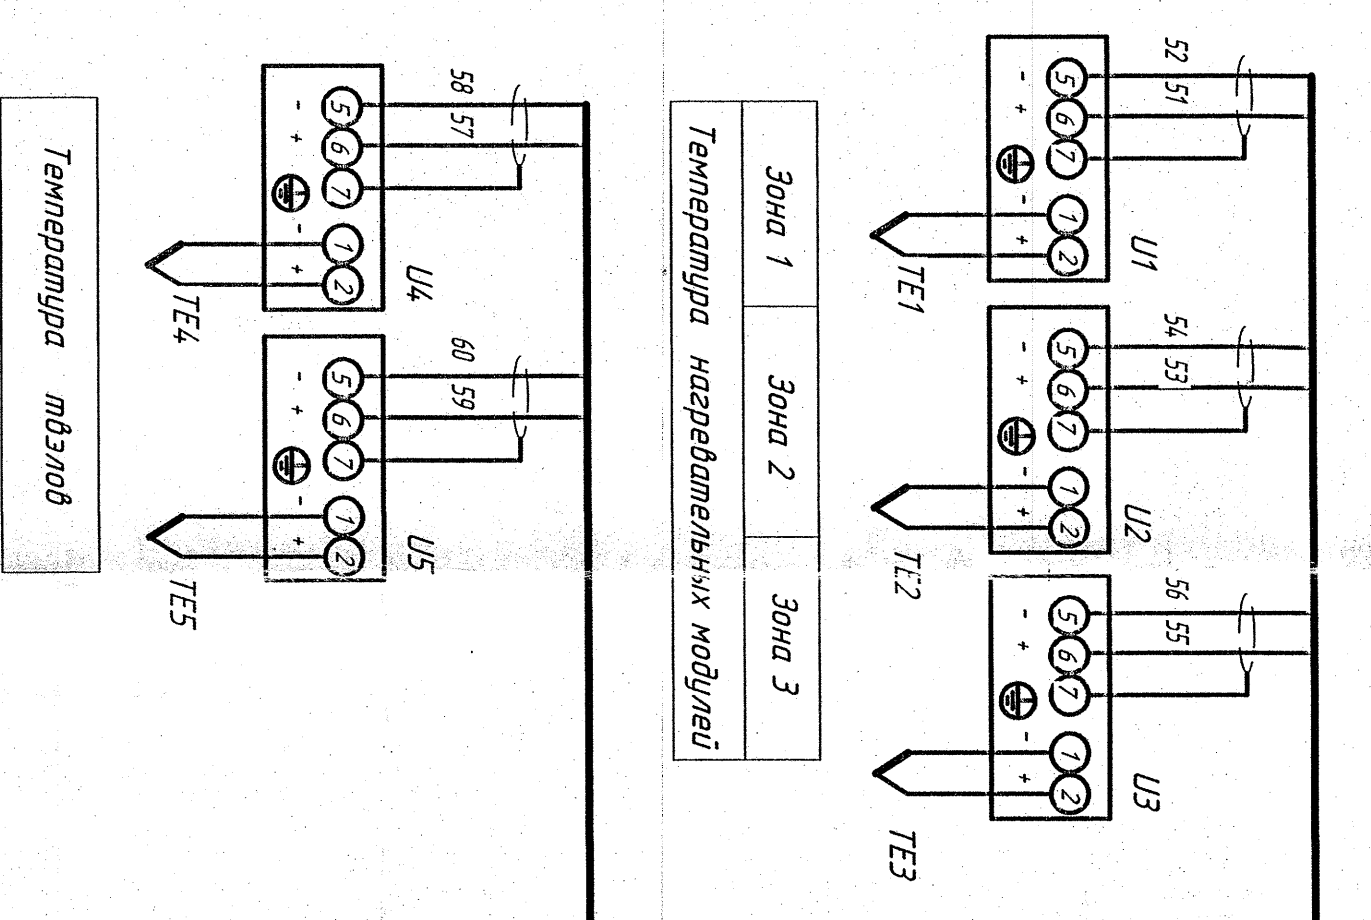 52 51
5 6 7 1 2
- + - +
U1
TE1
54 53
5 6 7 1 2
- + - +
U2
TE2
56 55
5 6 7 1 2
- + - +
U3
TE3
Зона 1 Зона 2 Зона 3
Температура нагревательных модулей
58 57
5 6 7 1 2
- + - +
U4
TE4
60 59
5 6 7 1 2
- + - +
U5
TE5
Температура твэлов